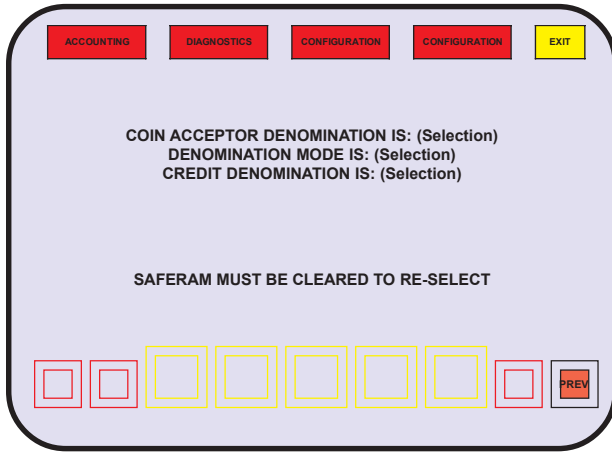 ACCOUNTING DIAGNOSTICS CONFIGURATION CONFIGURATION EXIT
COIN ACCEPTOR DENOMINATION IS: (Selection)
DENOMINATION MODE IS: (Selection)
CREDIT DENOMINATION IS: (Selection)
SAFERAM MUST BE CLEARED TO RE-SELECT
PREV